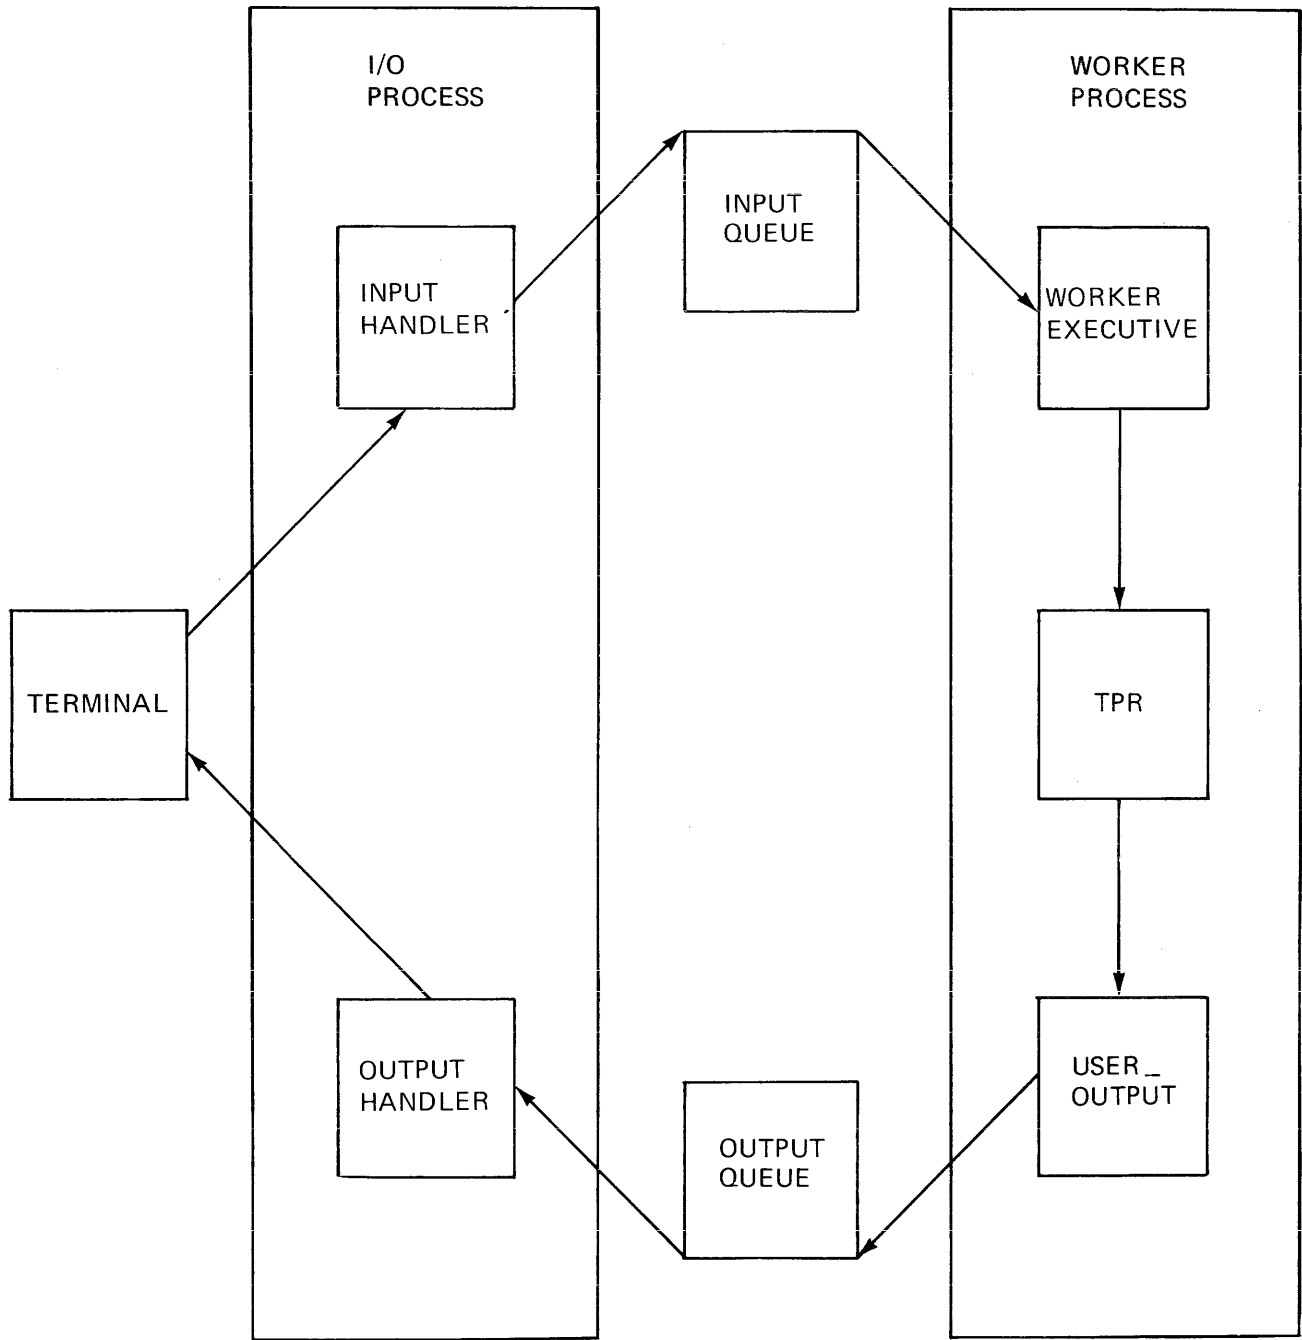 I/O
PROCESS
WORKER
PROCESS
INPUT
QUEUE
INPUT
HANDLER
WORKER
EXECUTIVE
TERMINAL
TPR
OUTPUT
HANDLER
USER_
OUTPUT
OUTPUT
QUEUE